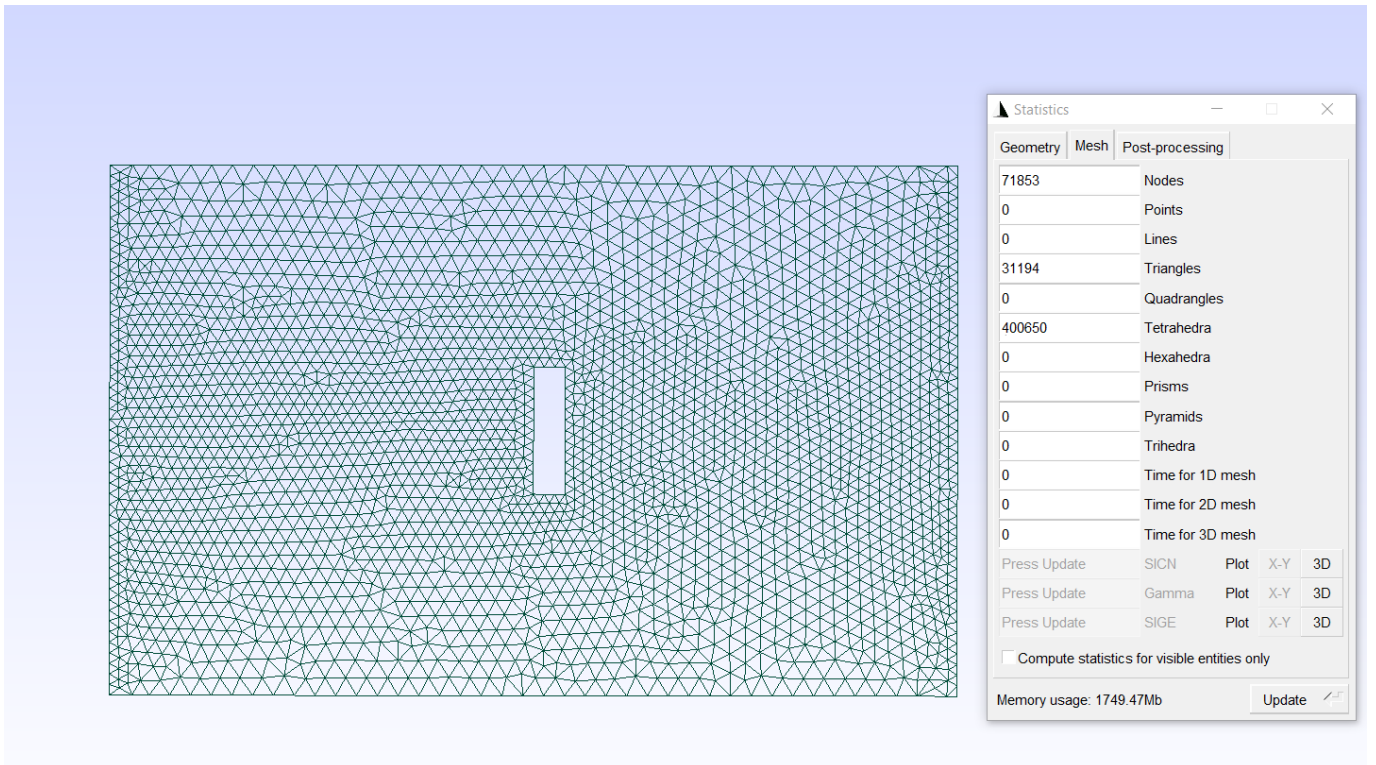 Statistics
Geometry Mesh Post-processing
71853 Nodes
0 Points
0 Lines
31194 Triangles
0 Quadrangles
400650 Tetrahedra
0 Hexahedra
0 Prisms
0 Pyramids
0 Trihedra
0 Time for 1D mesh
0 Time for 2D mesh
0 Time for 3D mesh
Press Update SICN Plot X-Y 3D
Press Update Gamma Plot X-Y 3D
Press Update SIGE Plot X-Y 3D
Compute statistics for visible entities only
Memory usage: 1749.47Mb Update